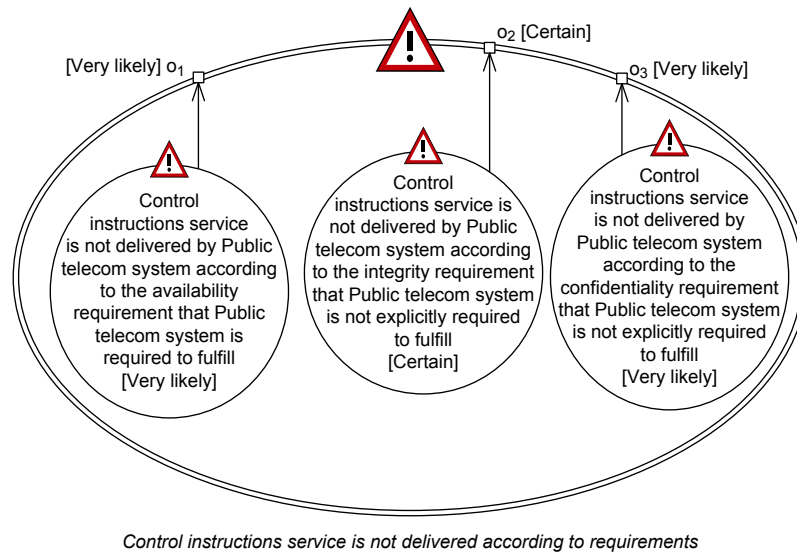 o2 [Certain]
[Very likely] o1
o3 [Very likely]
Control
instructions service
is not delivered by Public
telecom system according
to the availability
requirement that Public
telecom system is
required to fulfill
[Very likely]
Control
instructions service is
not delivered by Public
telecom system according
to the integrity requirement
that Public telecom system
is not explicitly required
to fulfill
[Certain]
Control
instructions service
is not delivered by
Public telecom system
according to the
confidentiality requirement
that Public telecom system
is not explicitly required
to fulfill
[Very likely]
Control instructions service is not delivered according to requirements